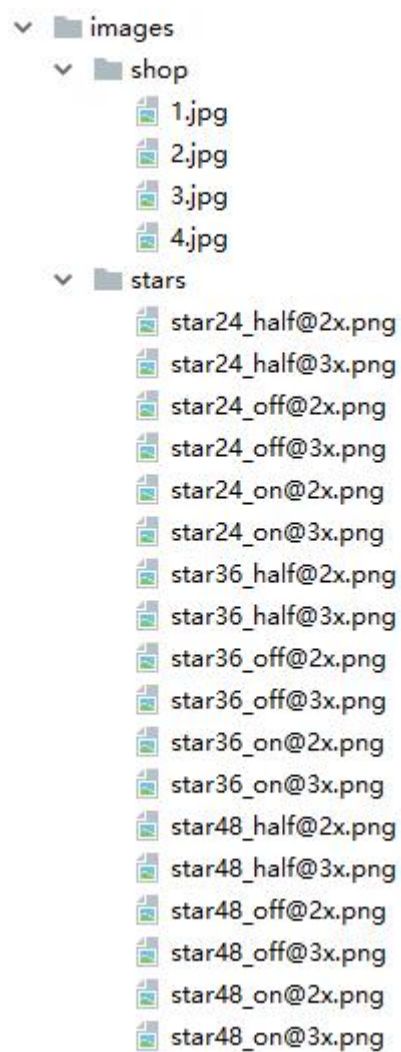 images
shop
1.jpg
2.jpg
3.jpg
4.jpg
stars
star24_half@2x.png
star24_half@3x.png
star24_off@2x.png
star24_off@3x.png
star24_on@2x.png
star24_on@3x.png
star36_half@2x.png
star36_half@3x.png
star36_off@2x.png
star36_off@3x.png
star36_on@2x.png
star36_on@3x.png
star48_half@2x.png
star48_half@3x.png
star48_off@2x.png
star48_off@3x.png
star48_on@2x.png
star48_on@3x.png